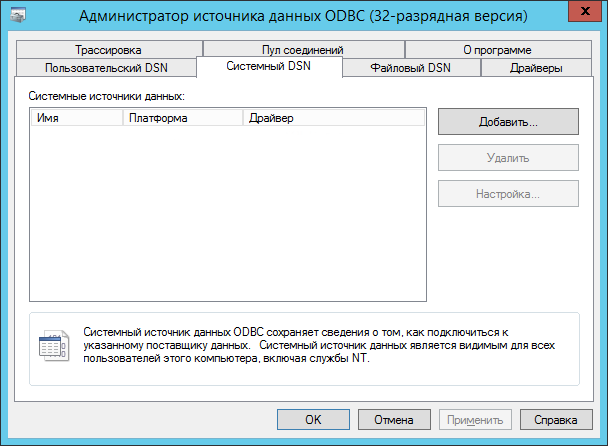 Администратор источника данных ODBC (32-разрядная версия)
Трассировка
Пул соединений
О программе
Пользовательский DSN
Системный DSN
Файловый DSN
Драйверы
Системные источники данных:
Имя
Платформа
Драйвер
Добавить...
Удалить
Настройка...
Системный источник данных ODBC сохраняет сведения о том, как подключиться к
указанному поставщику данных. Системный источник данных является видимым для всех
пользователей этого компьютера, включая службы NT.
OK
Отмена
Применить
Справка